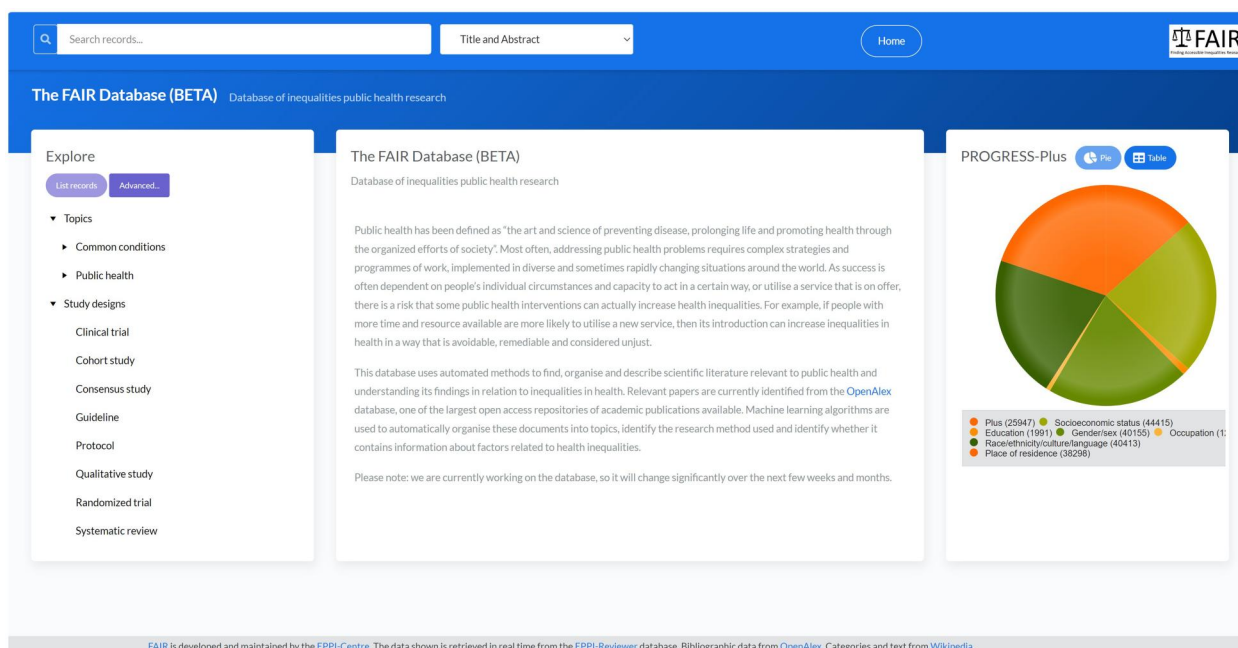 Search records...
Title and Abstract
Home
FAIR
The FAIR Database (BETA) Database of inequalities public health research
Explore
List records Advanced...
Topics
Common conditions
Public health
Study designs
Clinical trial
Cohort study
Consensus study
Guideline
Protocol
Qualitative study
Randomized trial
Systematic review
The FAIR Database (BETA)
Database of inequalities public health research
Public health has been defined as “the art and science of preventing disease, prolonging life and promoting health through
the organized efforts of society”. Most often, addressing public health problems requires complex strategies and
programmes of work, implemented in diverse and sometimes rapidly changing situations around the world. As success is
often dependent on people’s individual circumstances and capacity to act in a certain way, or utilise a service that is on offer,
there is a risk that some public health interventions can actually increase health inequalities. For example, if people with
more time and resource available are more likely to utilise a new service, then its introduction can increase inequalities in
health in a way that is avoidable, remediable and considered unjust.
This database uses automated methods to find, organise and describe scientific literature relevant to public health and
understanding its findings in relation to inequalities in health. Relevant papers are currently identified from the OpenAlex
database, one of the largest open access repositories of academic publications available. Machine learning algorithms are
used to automatically organise these documents into topics, identify the research method used and identify whether it
contains information about factors related to health inequalities.
Please note: we are currently working on the database, so it will change significantly over the next few weeks and months.
PROGRESS-Plus Pie Table
Plus (25947) Socioeconomic status (44415)
Education (1991) Gender/sex (40155) Occupation
Race/ethnicity/culture/language (40413)
Place of residence (38298)
FAIR is developed and maintained by the EPPI-Centre. The data shown is retrieved in real time from the EPPI-Reviewer database. Bibliographic data from OpenAlex. Categories and text from Wikipedia